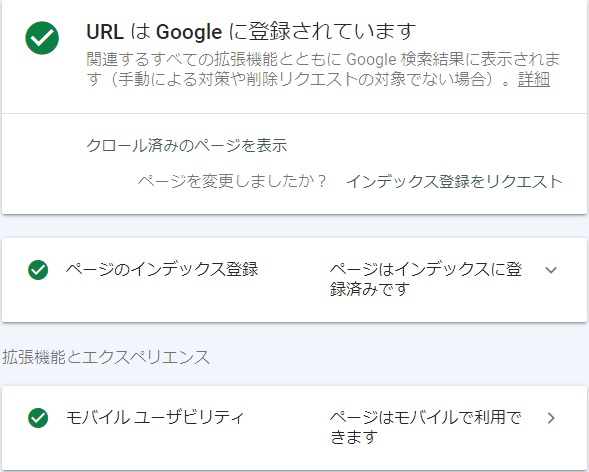 URL は Google に登録されています
関連するすべての拡張機能とともに Google 検索結果に表示されま
す（手動による対策や削除リクエストの対象でない場合）。詳細
クロール済みのページを表示
ページを変更しましたか？ インデックス登録をリクエスト
ページのインデックス登録
ページはインデックスに登
録済みです
拡張機能とエクスペリエンス
モバイル ユーザビリティ
ページはモバイルで利用で
きます